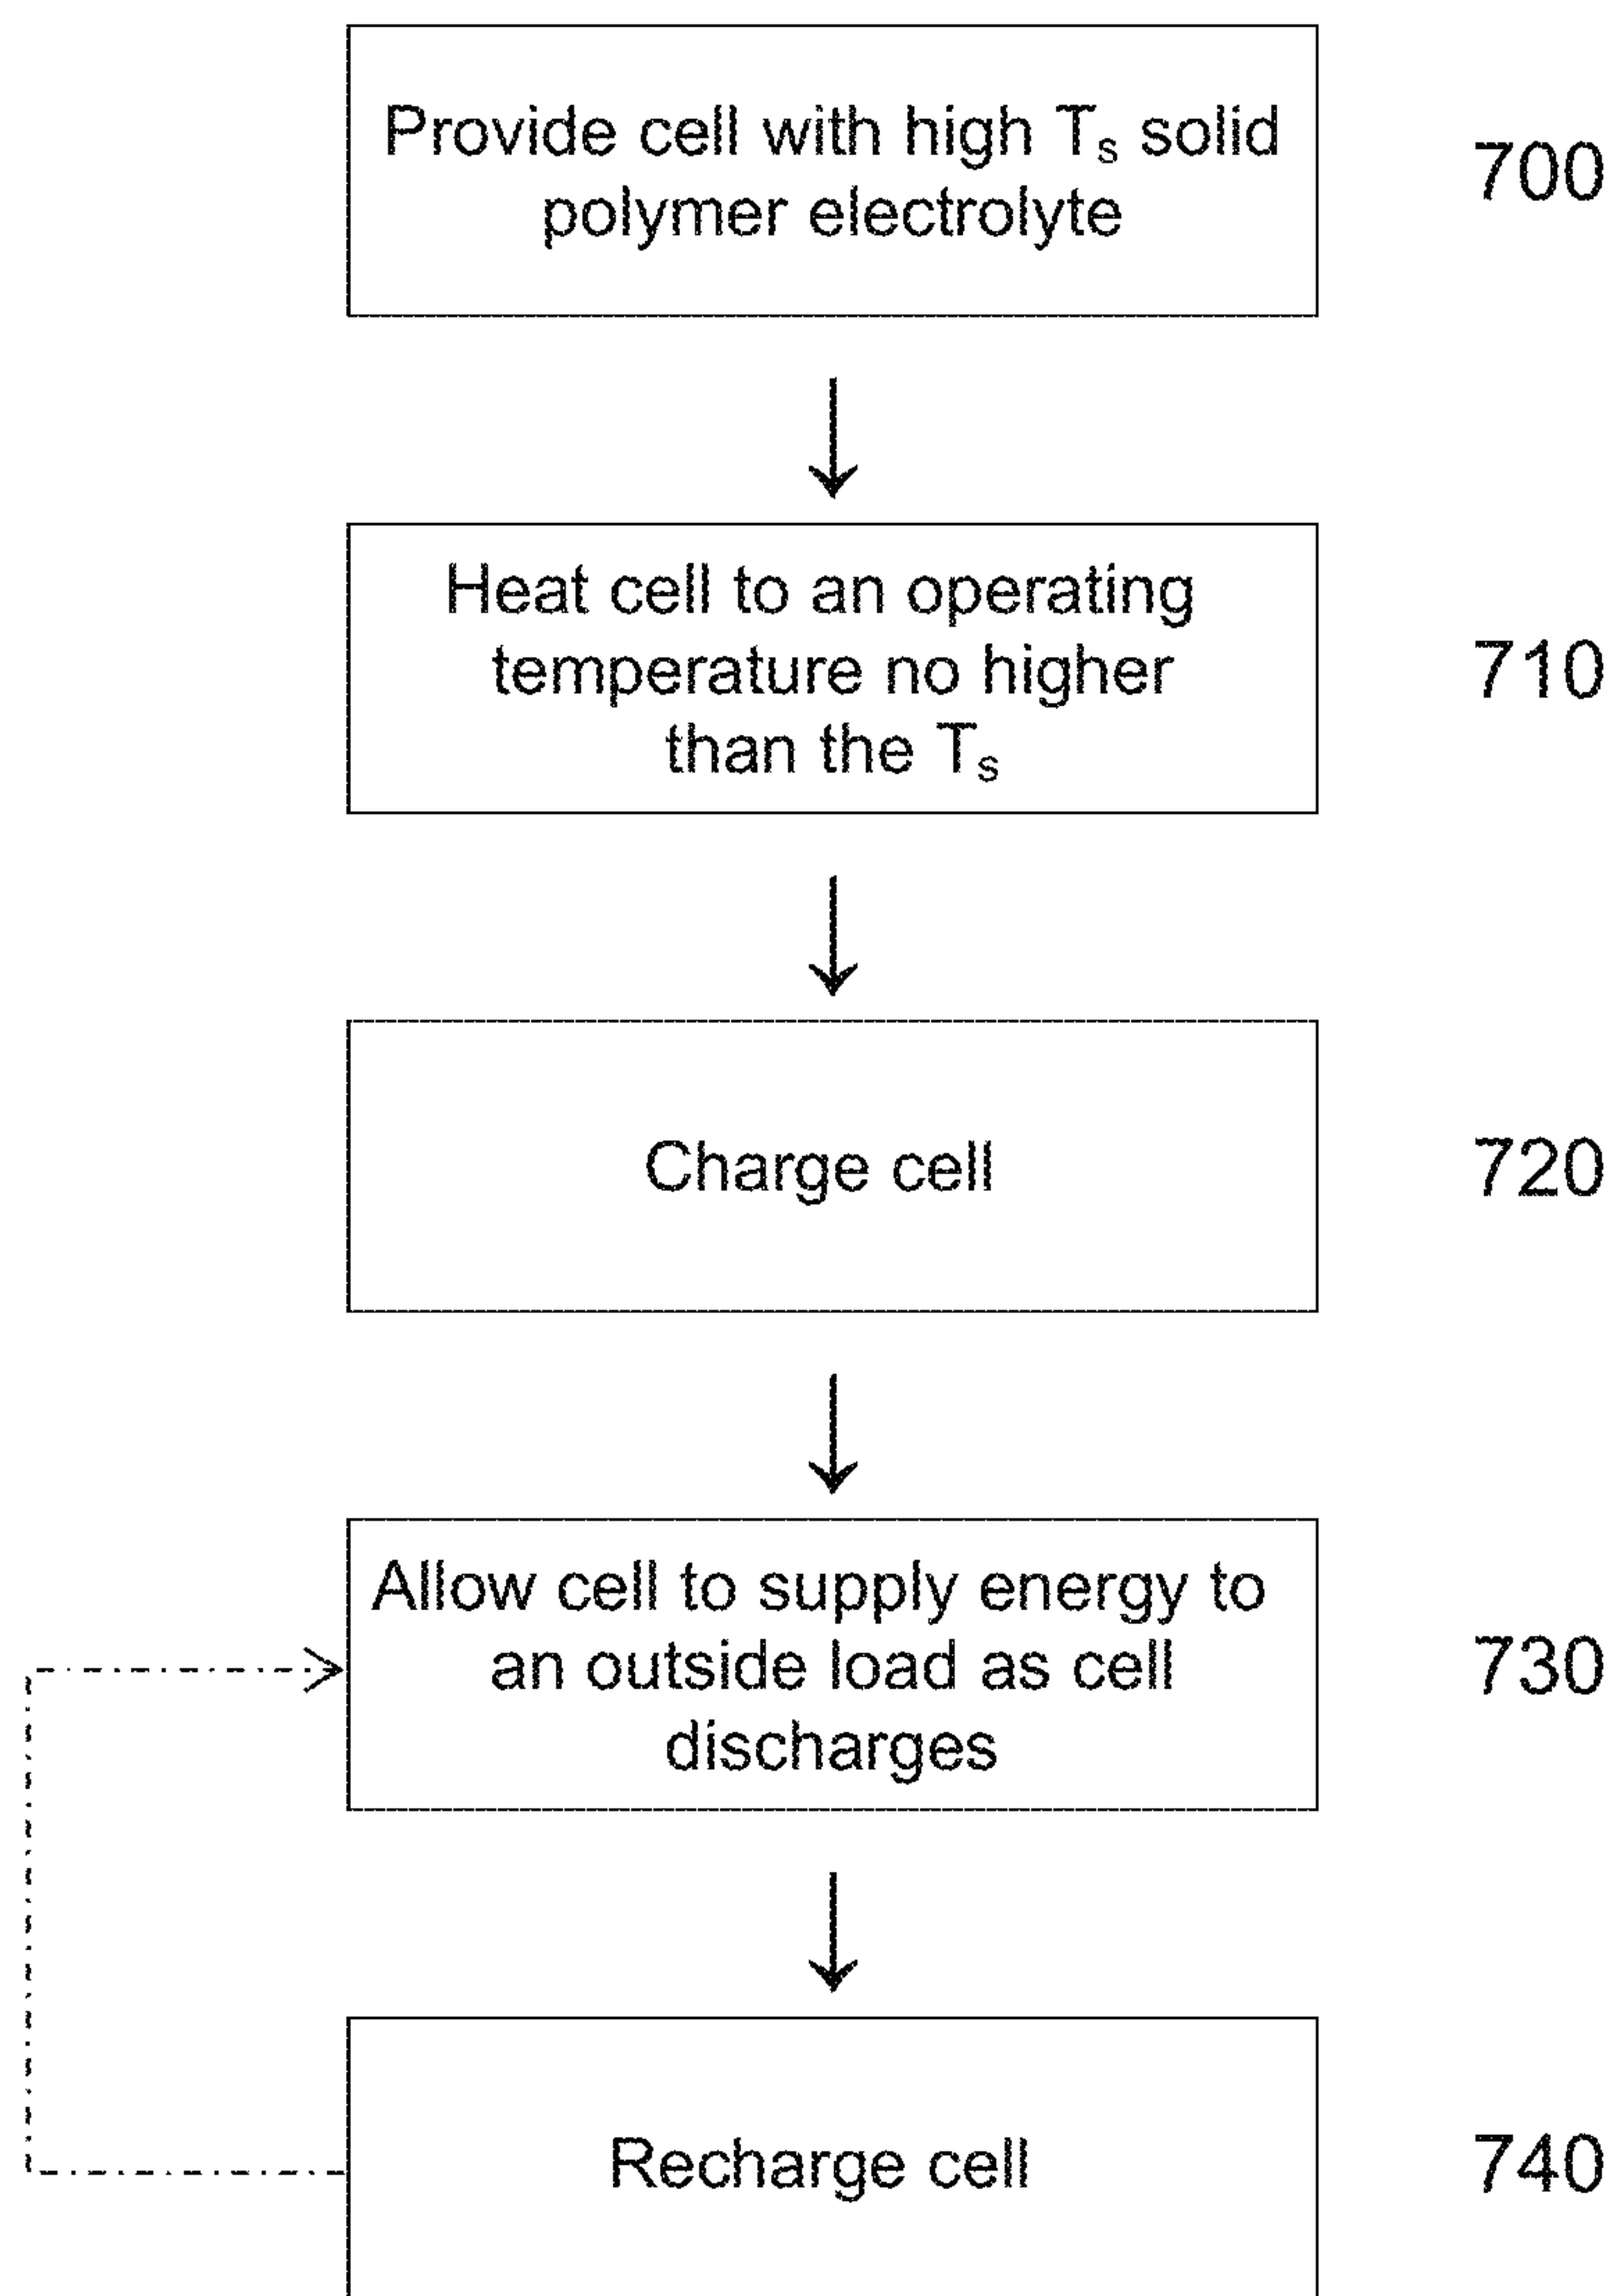 Provide cell with high Tₛ solid
polymer electrolyte
700
Heat cell to an operating
temperature no higher
than the Tₛ
710
Charge cell
720
Allow cell to supply energy to
an outside load as cell
discharges
730
Recharge cell
740